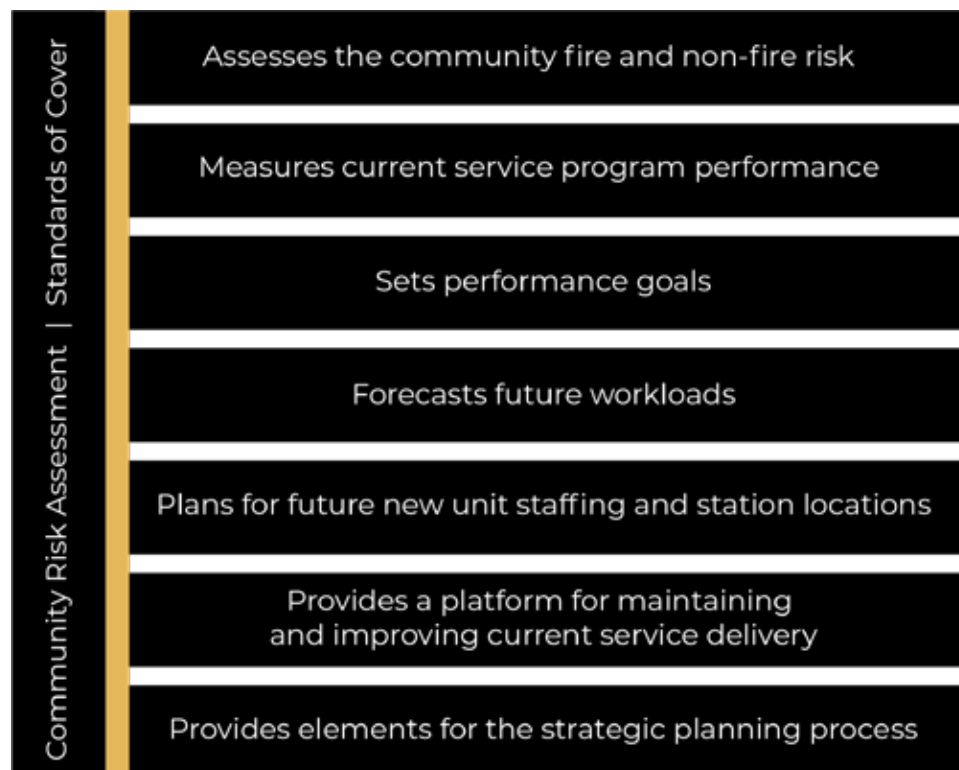 Community Risk Assessment | Standards of Cover
Assesses the community fire and non-fire risk
Measures current service program performance
Sets performance goals
Forecasts future workloads
Plans for future new unit staffing and station locations
Provides a platform for maintaining
and improving current service delivery
Provides elements for the strategic planning process